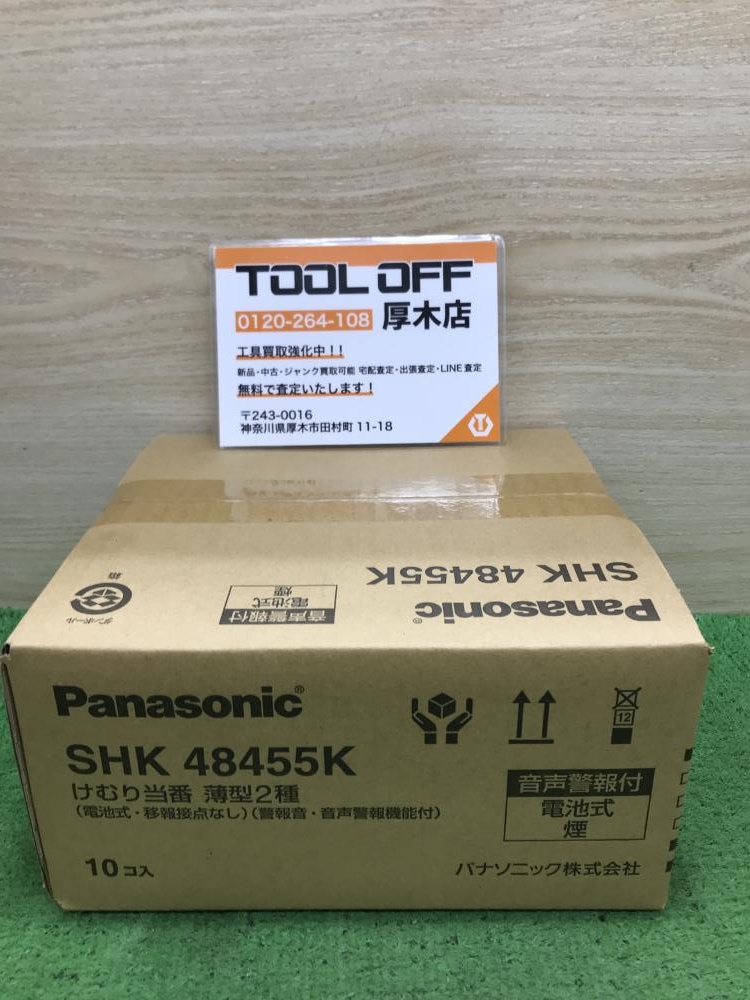 TOOL OFF
0120-264-108 厚木店
工具買取強化中！！
新品・中古・ジャンク買取可能 宅配査定・出張査定・LINE査定
無料で査定いたします！
〒243-0016
神奈川県厚木市田村町 11-18
Panasonic®
SHK 48455K
音声警報付
電池式
煙
箱
ダンボール
Panasonic®
SHK 48455K
けむり当番 薄型2種
（電池式・移報接点なし）（警報音・音声警報機能付）
10コ入
12
音声警報付
電池式
煙
パナソニック株式会社